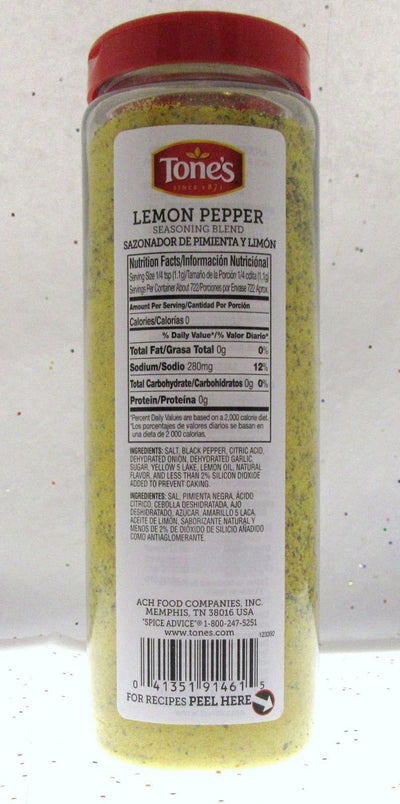 Tone's
SINCE 1871
LEMON PEPPER
SEASONING BLEND
SAZONADOR DE PIMIENTA Y LIMÓN
Nutrition Facts/Información Nutricional
Serving Size 1/4 tsp (1.1g)/Tamaño de la Porción 1/4 cdita (1.1g)
Servings Per Container About 722/Porciones por Envase 722 Aprox.
Amount Per Serving/Cantidad Por Porción
Calories/Calorías 0
% Daily Value*/% Valor Diario*
Total Fat/Grasa Total 0g 0%
Sodium/Sodio 280mg 12%
Total Carbohydrate/Carbohidratos 0g 0%
Protein/Proteína 0g
*Percent Daily Values are based on a 2,000 calorie diet.
*Los porcentajes de valores diarios se basan en
una dieta de 2 000 calorías.
INGREDIENTS: SALT, BLACK PEPPER, CITRIC ACID,
DEHYDRATED ONION, DEHYDRATED GARLIC
SUGAR, YELLOW 5 LAKE, LEMON OIL, NATURAL
FLAVOR, AND LESS THAN 2% SILICON DIOXIDE
ADDED TO PREVENT CAKING.
INGREDIENTES: SAL, PIMIENTA NEGRA, ÁCIDO
CÍTRICO, CEBOLLA DESHIDRATADA, AJO
DESHIDRATADO, AZÚCAR, AMARILLO 5 LACA,
ACEITE DE LIMÓN, SABORIZANTE NATURAL Y
MENOS DE 2% DE DIÓXIDO DE SILICIO AÑADIDO
COMO ANTIAGLOMERANTE.
ACH FOOD COMPANIES, INC.
MEMPHIS, TN 38016 USA
"SPICE ADVICE"® 1-800-247-5251
www.tones.com 123392
0 41351 91461 5
FOR RECIPES PEEL HERE